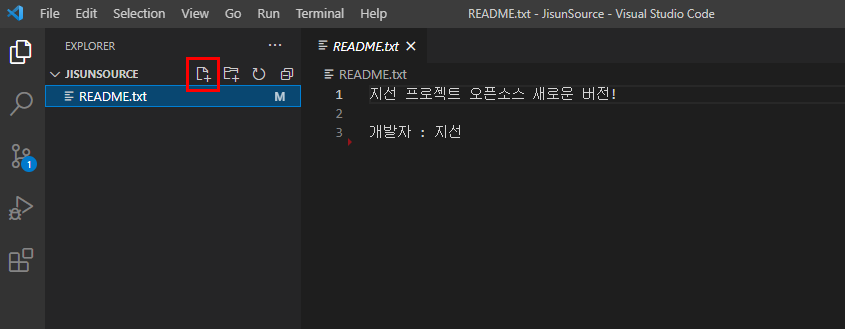 File Edit Selection View Go Run Terminal Help README.txt - JisunSource - Visual Studio Code
EXPLORER
JISUNSOURCE
README.txt M
1
README.txt
README.txt
1 지선 프로젝트 오픈소스 새로운 버전!
2
3 개발자 : 지선